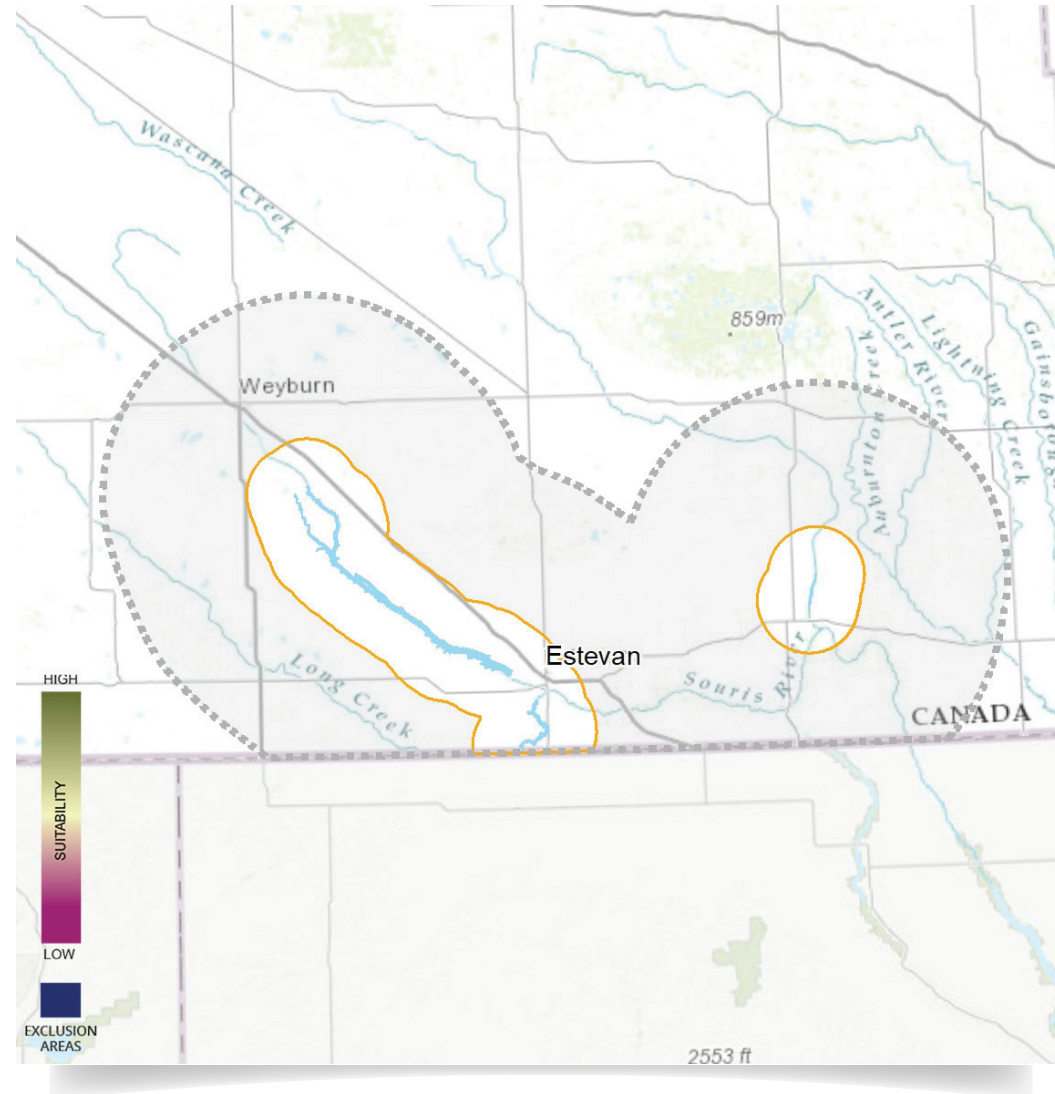 Wascana Creek
859m
Antler River
Lightning Creek
Auburnton Creek
Weyburn
Long Creek
Estevan
Souris River
CANADA
HIGH
SUITABILITY
LOW
EXCLUSION
AREAS
2553 ft